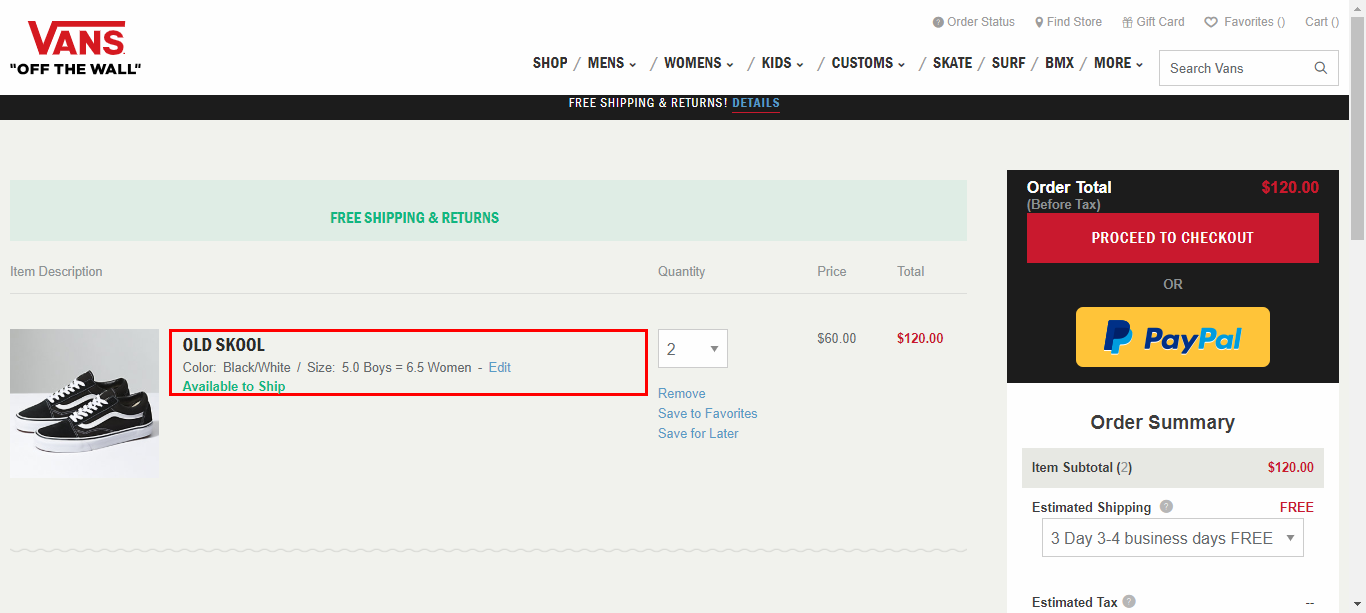 Order Status Find Store Gift Card Favorites () Cart ()
VANS
"OFF THE WALL"
SHOP / MENS / WOMENS / KIDS / CUSTOMS / SKATE / SURF / BMX / MORE
Search Vans
FREE SHIPPING & RETURNS! DETAILS
FREE SHIPPING & RETURNS
Item Description Quantity Price Total
OLD SKOOL
Color: Black/White / Size: 5.0 Boys = 6.5 Women - Edit
Available to Ship
2
$60.00
$120.00
Remove
Save to Favorites
Save for Later
Order Total $120.00
(Before Tax)
PROCEED TO CHECKOUT
OR
PayPal
Order Summary
Item Subtotal (2) $120.00
Estimated Shipping ? FREE
3 Day 3-4 business days FREE
Estimated Tax ? --